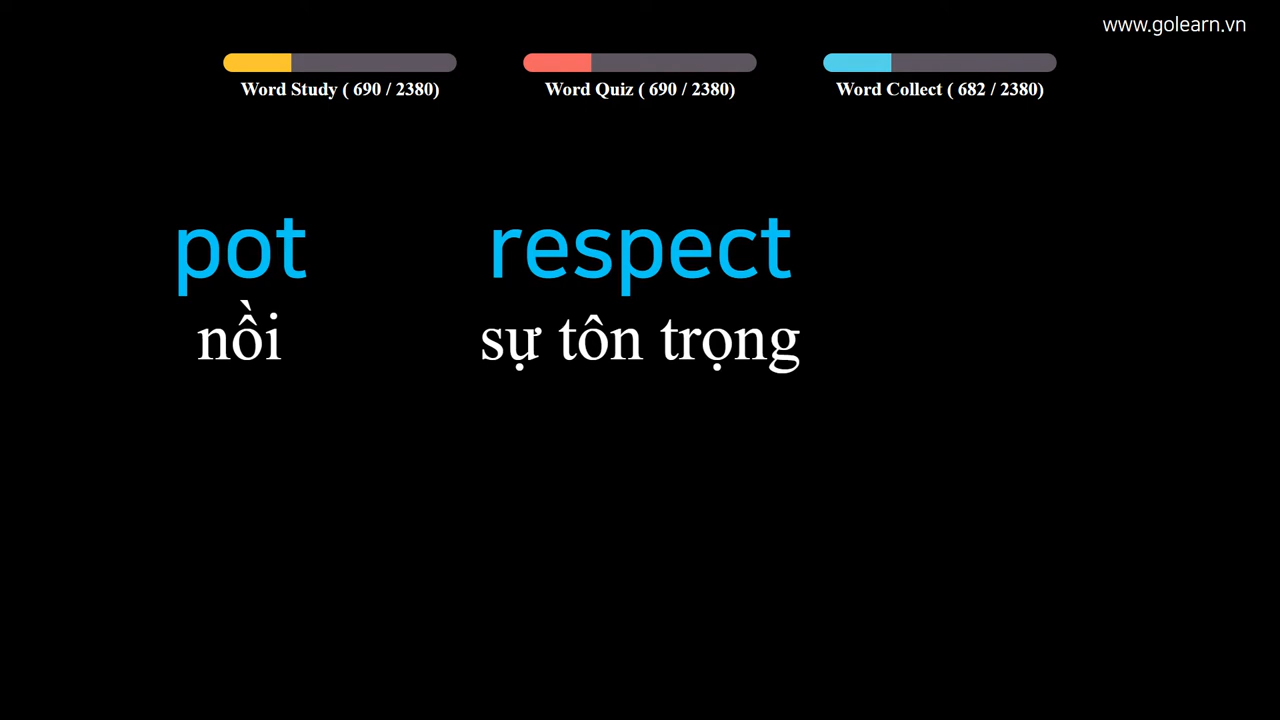 www.golearn.vn
Word Study ( 690 / 2380)
Word Quiz ( 690 / 2380)
Word Collect ( 682 / 2380)
pot
respect
nồi
sự tôn trọng